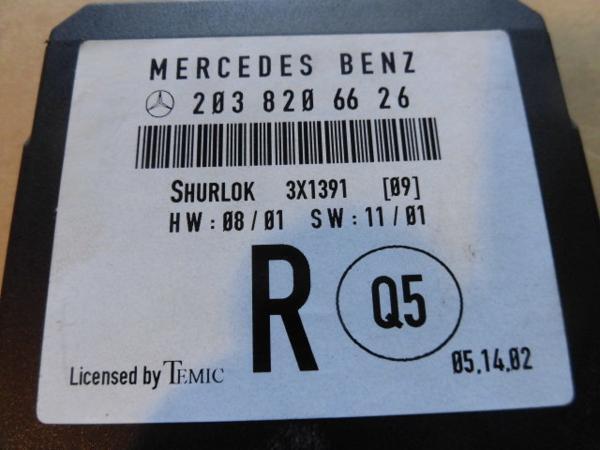 MERCEDES BENZ
203 820 66 26
SHURLOK 3X1391 [09]
HW : 08 / 01 SW : 11 / 01
R Q5
Licensed by TEMIC 05.14.02